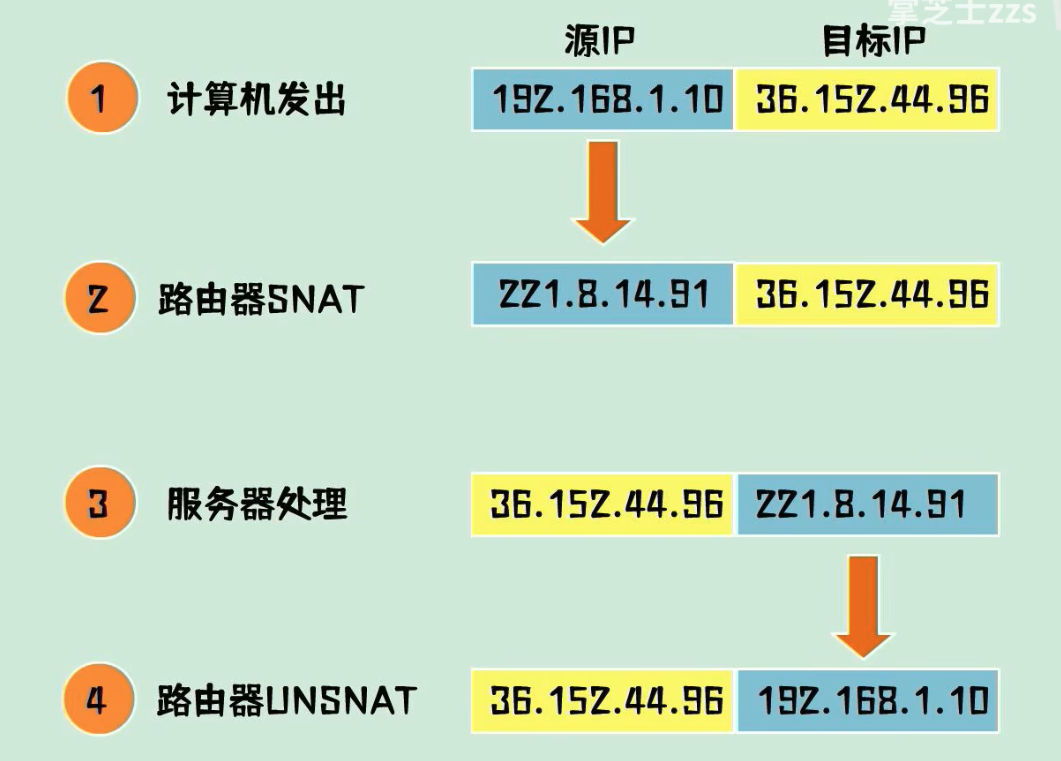 掌芝士zzs
源IP 目标IP
1 计算机发出 192.168.1.10 36.152.44.96
2 路由器SNAT 221.8.14.91 36.152.44.96
3 服务器处理 36.152.44.96 221.8.14.91
4 路由器UNSNAT 36.152.44.96 192.168.1.10